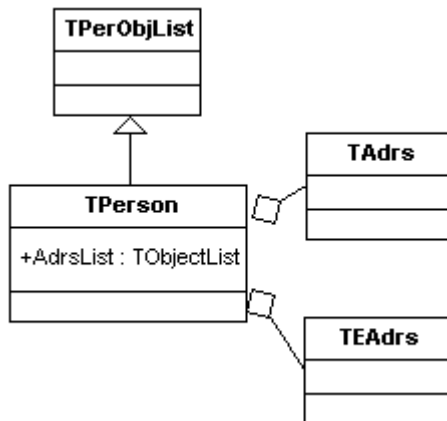 TPerObjList
TAdrs
TPerson
+AdrsList : TObjectList
TEAdrs